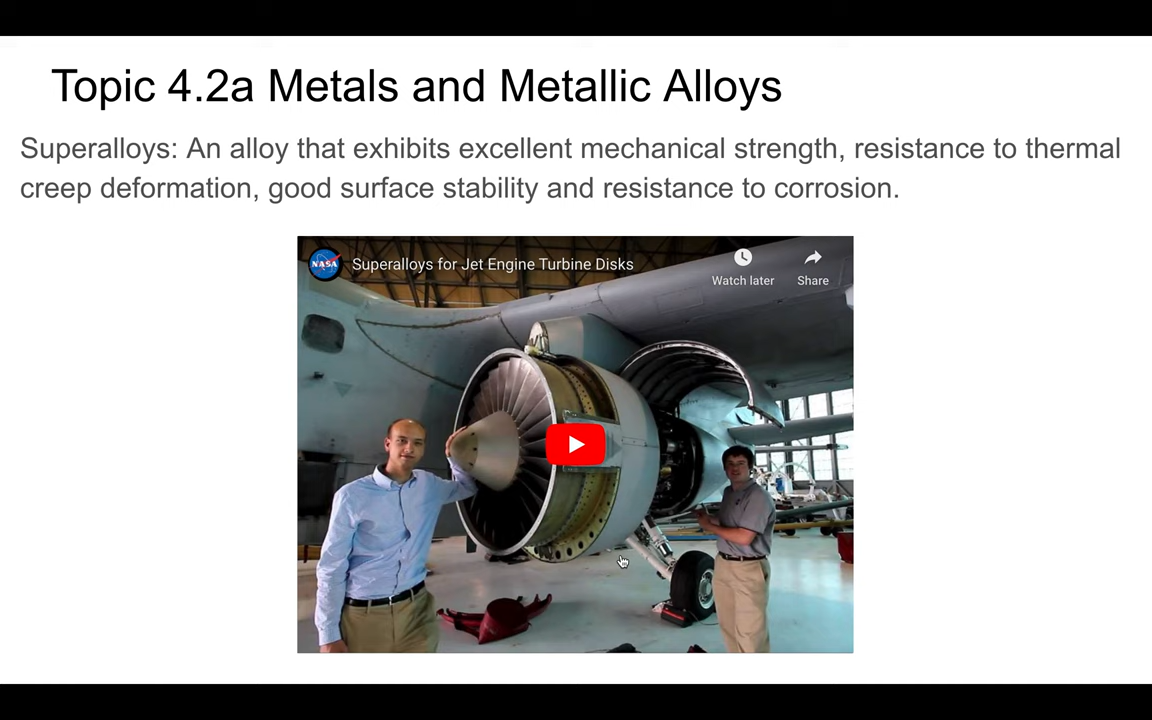 Topic 4.2a Metals and Metallic Alloys
Superalloys: An alloy that exhibits excellent mechanical strength, resistance to thermal
creep deformation, good surface stability and resistance to corrosion.
NASA
Superalloys for Jet Engine Turbine Disks
Watch later
Share